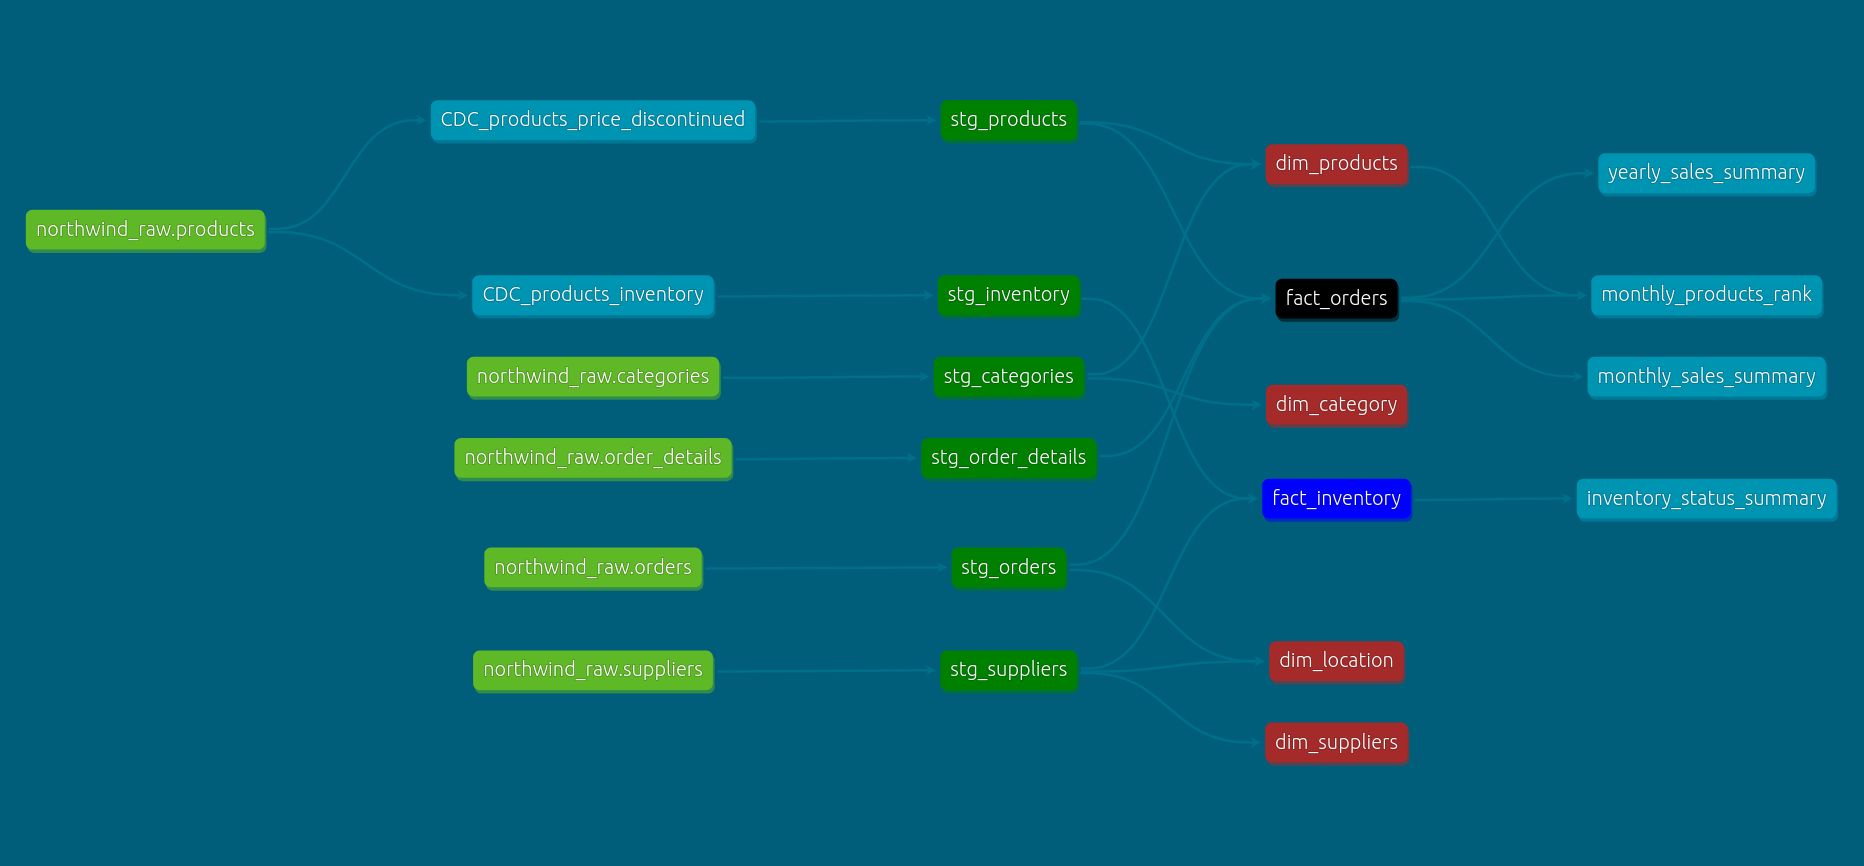 northwind_raw.products
CDC_products_price_discontinued
CDC_products_inventory
northwind_raw.categories
northwind_raw.order_details
northwind_raw.orders
northwind_raw.suppliers
stg_products
stg_inventory
stg_categories
stg_order_details
stg_orders
stg_suppliers
dim_products
fact_orders
dim_category
fact_inventory
dim_location
dim_suppliers
yearly_sales_summary
monthly_products_rank
monthly_sales_summary
inventory_status_summary